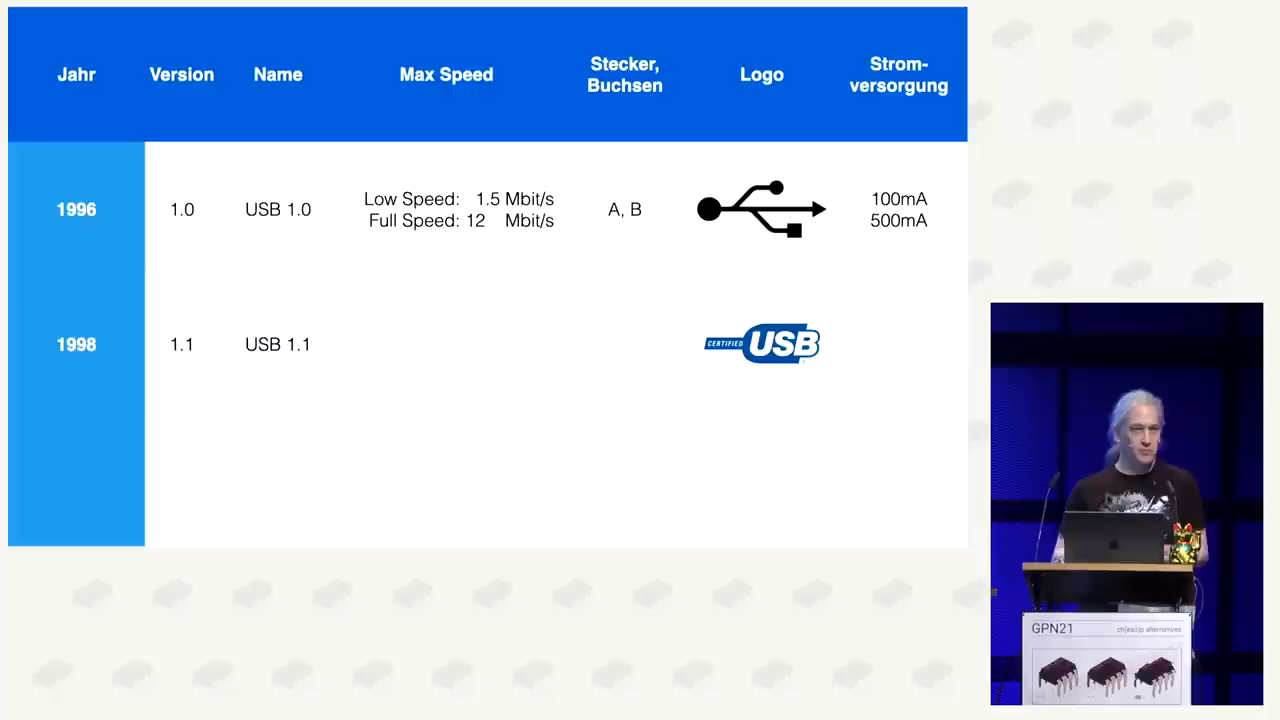 Jahr
Version
Name
Max Speed
Stecker,
Buchsen
Logo
Strom-
versorgung
1996
1.0
USB 1.0
Low Speed: 1.5 Mbit/s
Full Speed: 12 Mbit/s
A, B
100mA
500mA
1998
1.1
USB 1.1
CERTIFIED USB
GPN21
ch(ea)ip alternatives